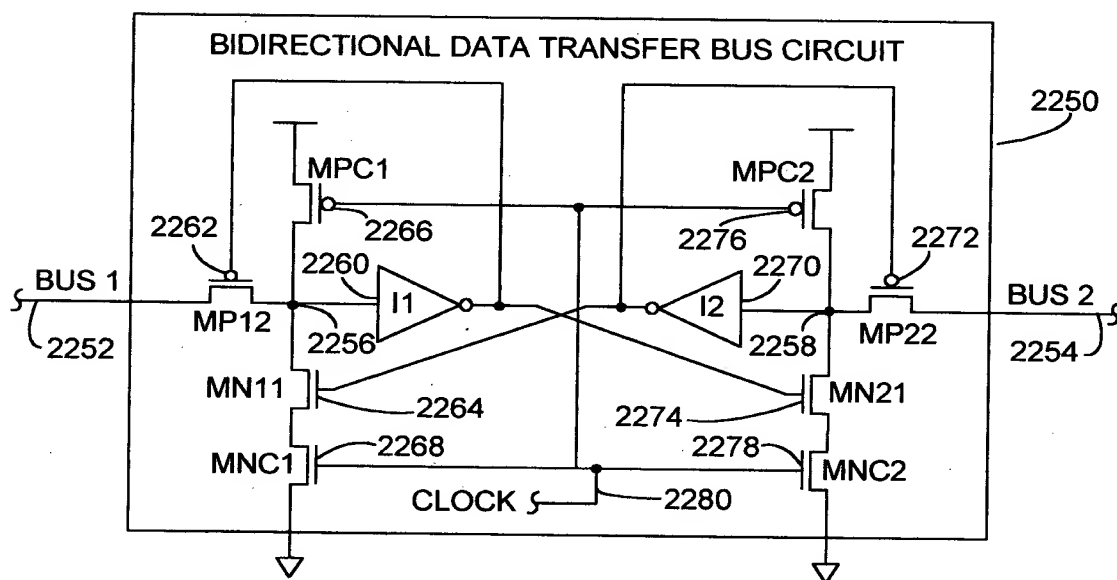 BIDIRECTIONAL DATA TRANSFER BUS CIRCUIT
2250
MPC1
MPC2
2262
2266
2276
2272
BUS 1
2260
I1
I2
2270
BUS 2
MP12
2256
2258
MP22
2252
2254
MN11
2264
2274
MN21
2268
2278
MNC1
MNC2
CLOCK
2280